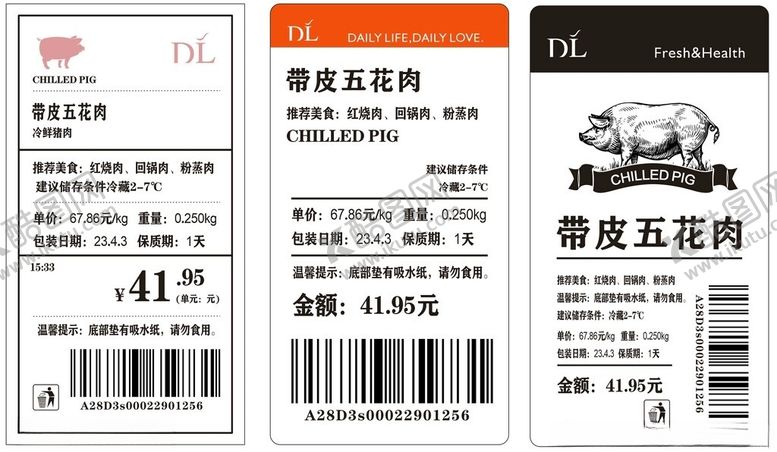 DL
CHILLED PIG
带皮五花肉
冷鲜猪肉
推荐美食：红烧肉、回锅肉、粉蒸肉
建议储存条件冷藏2-7℃
单价：67.86元/kg 重量：0.250kg
包装日期：23.4.3 保质期：1天
15:33
¥41.95
(单元：元)
温馨提示：底部垫有吸水纸，请勿食用。
A28D3s00022901256
DL DAILY LIFE,DAILY LOVE.
带皮五花肉
推荐美食：红烧肉、回锅肉、粉蒸肉
CHILLED PIG
建议储存条件
冷藏2-7℃
单价：67.86元/kg 重量：0.250kg
包装日期：23.4.3 保质期：1天
温馨提示：底部垫有吸水纸，请勿食用。
金额：41.95元
A28D3s00022901256
DL Fresh&Health
CHILLED PIG
带皮五花肉
推荐美食：红烧肉、回锅肉、粉蒸肉
温馨提示：底部垫有吸水纸，请勿食用。
建议储存条件：冷藏2-7℃
单价：67.86元/kg 重量：0.250kg
包装日期：23.4.3 保质期：1天
金额：41.95元
A28D3s00022901256